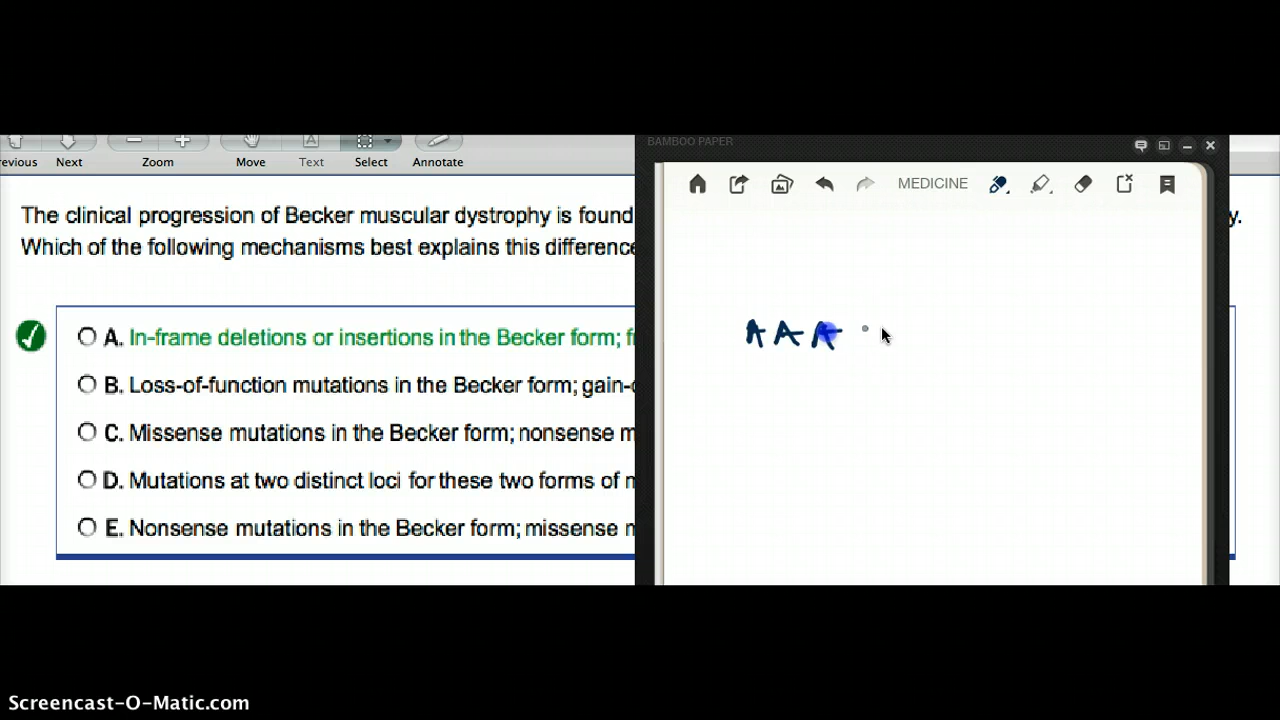 BAMBOO PAPER
evious Next Zoom Move Text Select Annotate
MEDICINE
The clinical progression of Becker muscular dystrophy is found
y.
Which of the following mechanisms best explains this difference
A. In-frame deletions or insertions in the Becker form; f
B. Loss-of-function mutations in the Becker form; gain-
C. Missense mutations in the Becker form; nonsense m
D. Mutations at two distinct loci for these two forms of m
E. Nonsense mutations in the Becker form; missense m
A A A
Screencast-O-Matic.com